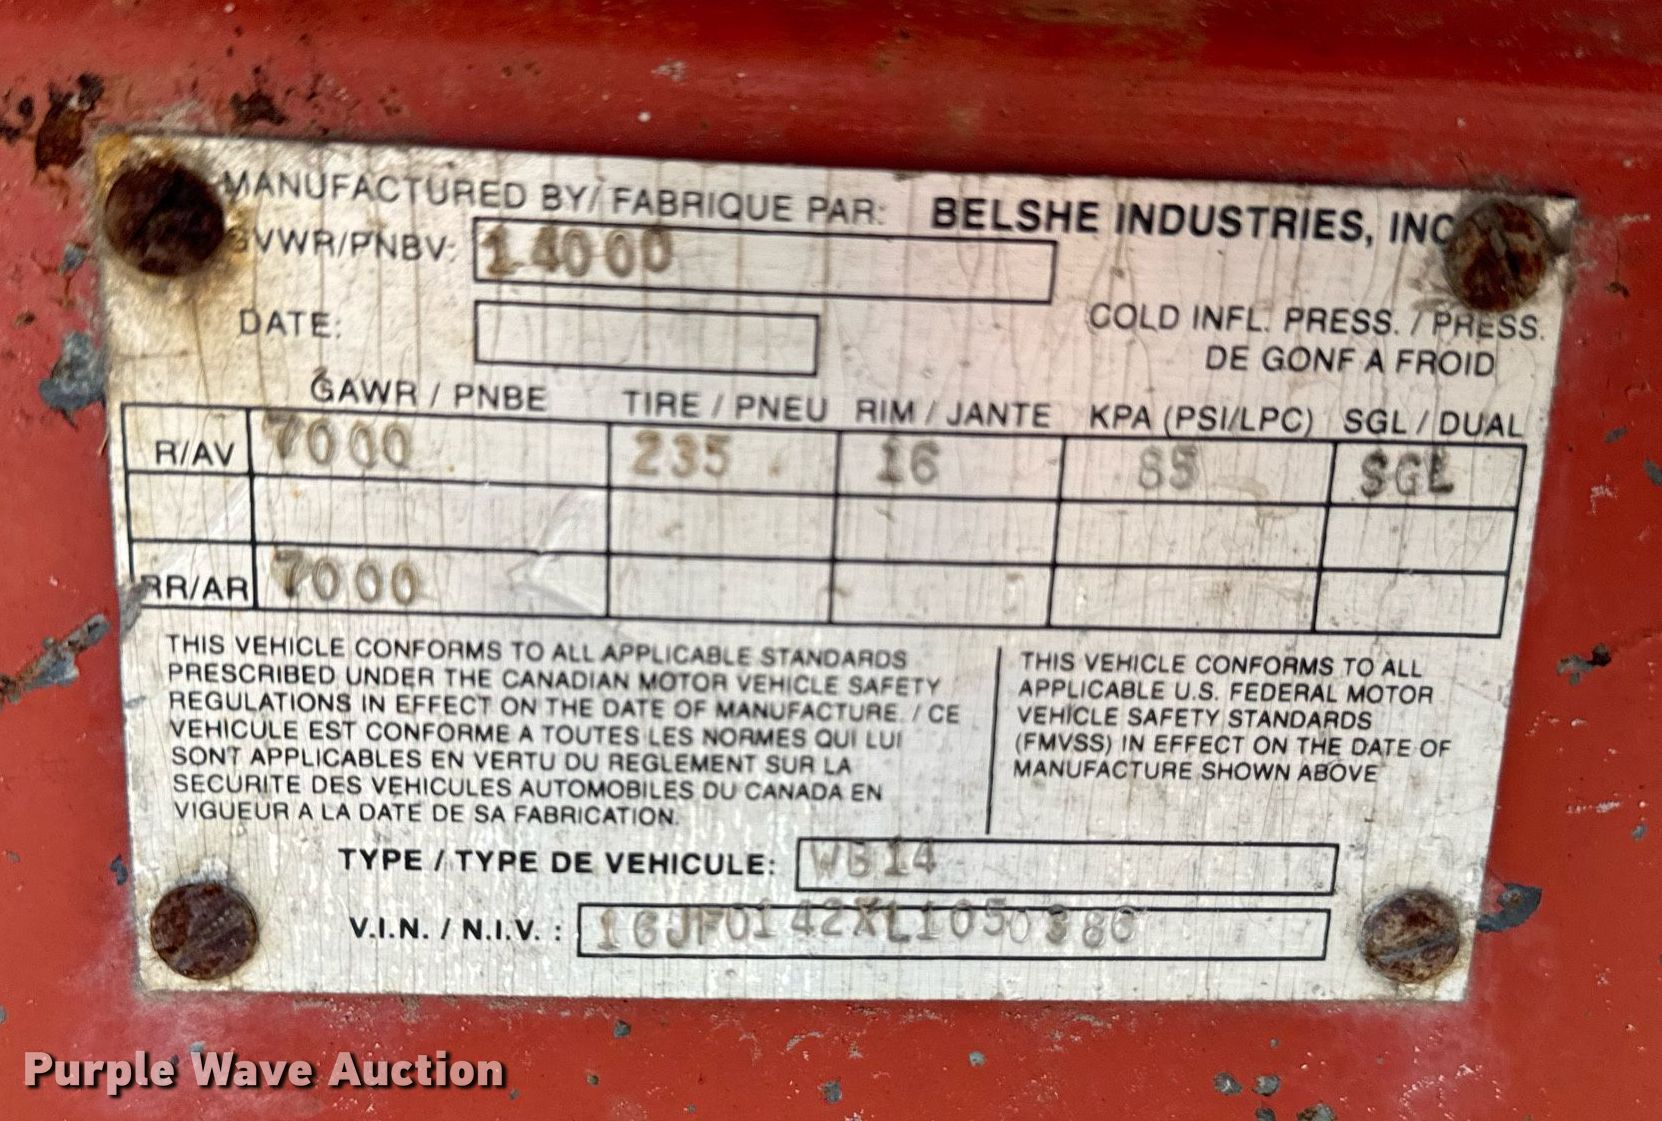 MANUFACTURED BY/ FABRIQUE PAR: BELSHE INDUSTRIES, INC
GVWR/PNBV: 14000
DATE:
COLD INFL. PRESS. / PRESS.
DE GONF A FROID
GAWR / PNBE TIRE / PNEU RIM / JANTE KPA (PSI/LPC) SGL / DUAL
R/AV 7000 235 16 85 SGL
RR/AR 7000
THIS VEHICLE CONFORMS TO ALL APPLICABLE STANDARDS
PRESCRIBED UNDER THE CANADIAN MOTOR VEHICLE SAFETY
REGULATIONS IN EFFECT ON THE DATE OF MANUFACTURE. / CE
VEHICULE EST CONFORME A TOUTES LES NORMES QUI LUI
SONT APPLICABLES EN VERTU DU REGLEMENT SUR LA
SECURITE DES VEHICULES AUTOMOBILES DU CANADA EN
VIGUEUR A LA DATE DE SA FABRICATION.
THIS VEHICLE CONFORMS TO ALL
APPLICABLE U.S. FEDERAL MOTOR
VEHICLE SAFETY STANDARDS
(FMVSS) IN EFFECT ON THE DATE OF
MANUFACTURE SHOWN ABOVE
TYPE / TYPE DE VEHICULE: WB14
V.I.N. / N.I.V. : 16JF0142XL1050386
Purple Wave Auction